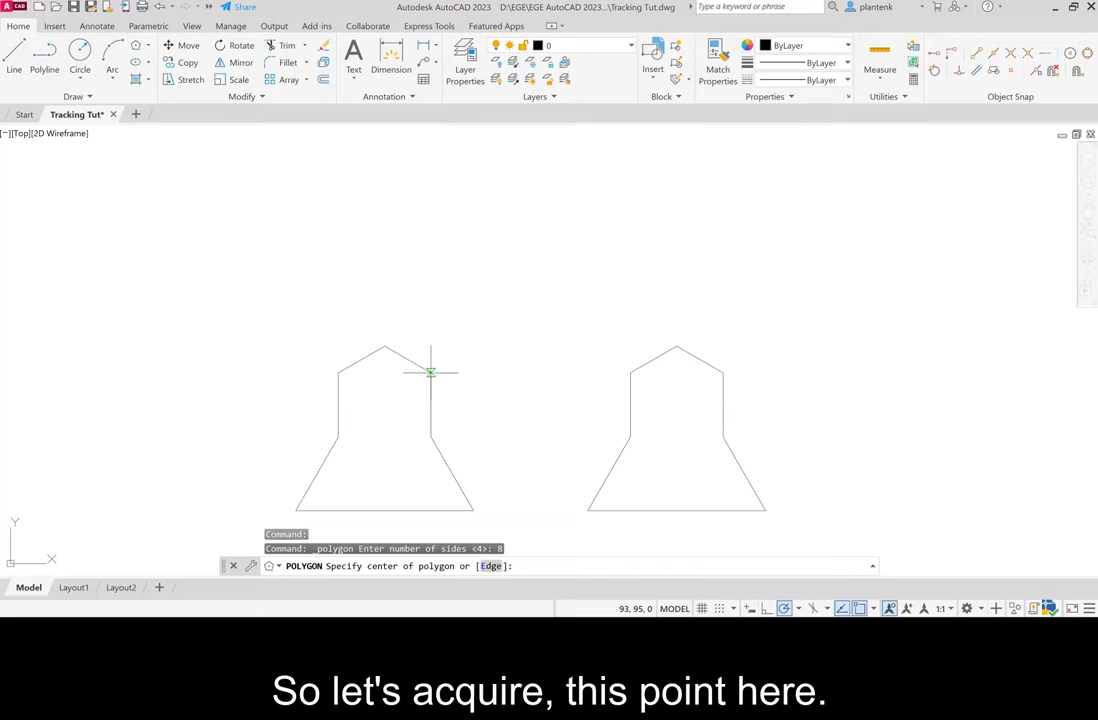 CAD
Share
Autodesk AutoCAD 2023 D:\EGE\EGE AutoCAD 2023...\Tracking Tut.dwg
Type a keyword or phrase
plantenk
Home Insert Annotate Parametric View Manage Output Add-ins Collaborate Express Tools Featured Apps
Line Polyline Circle Arc
Move Rotate Trim
Copy Mirror Fillet
Stretch Scale Array
Text Dimension
Layer Properties
0
Insert
Match Properties
ByLayer
ByLayer
ByLayer
Measure
Draw Modify Annotation Layers Block Properties Utilities Object Snap
Start Tracking Tut*
[−][Top][2D Wireframe]
Y
X
Command:
Command: _polygon Enter number of sides <4>: 8
POLYGON Specify center of polygon or [Edge]:
Model Layout1 Layout2
93, 95, 0 MODEL 1:1
So let's acquire, this point here.